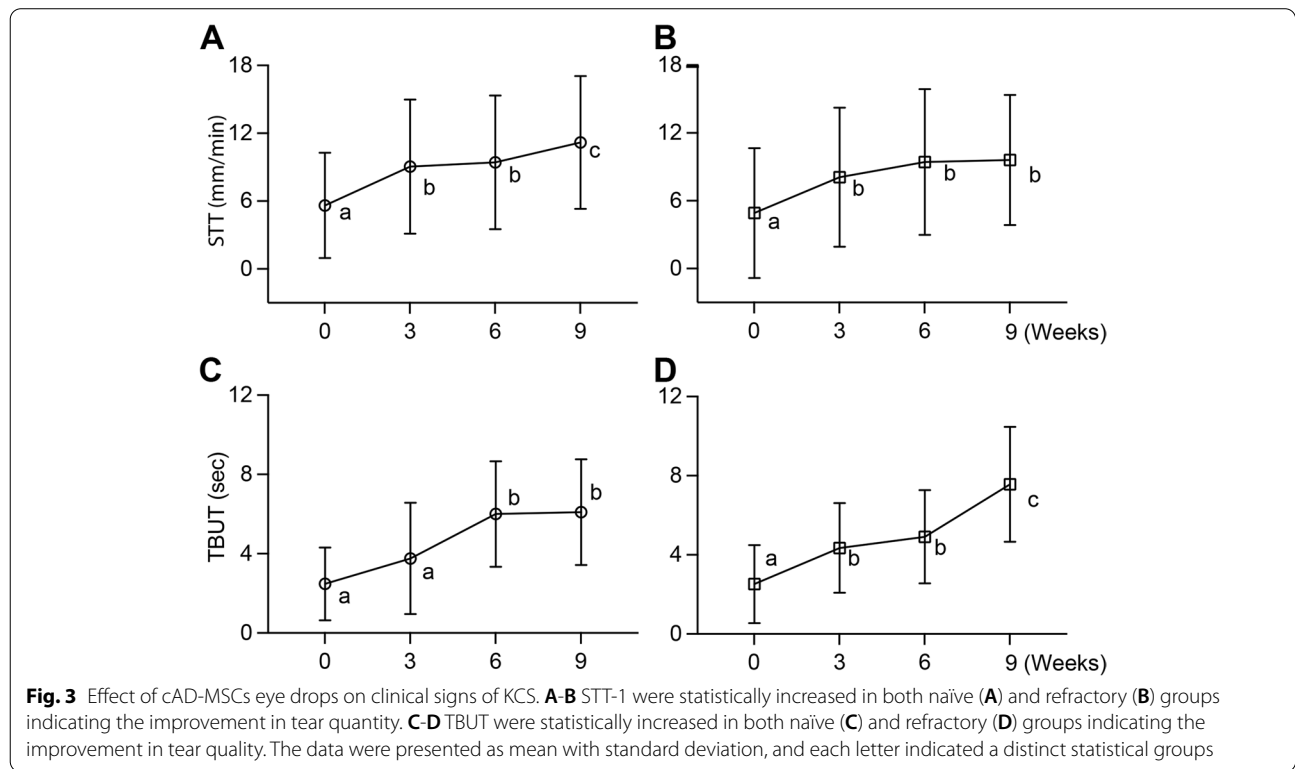 A
B
18
12
6
0
STT (mm/min)
a
b
b
c
0 3 6 9
18
12
6
0
a
b
b
b
0 3 6 9 (Weeks)
C
D
12
8
4
0
TBUT (sec)
a
a
b
b
0 3 6 9
12
8
4
0
a
b
b
c
0 3 6 9 (Weeks)
Fig. 3 Effect of cAD-MSCs eye drops on clinical signs of KCS. A-B STT-1 were statistically increased in both naïve (A) and refractory (B) groups
indicating the improvement in tear quantity. C-D TBUT were statistically increased in both naïve (C) and refractory (D) groups indicating the
improvement in tear quality. The data were presented as mean with standard deviation, and each letter indicated a distinct statistical groups